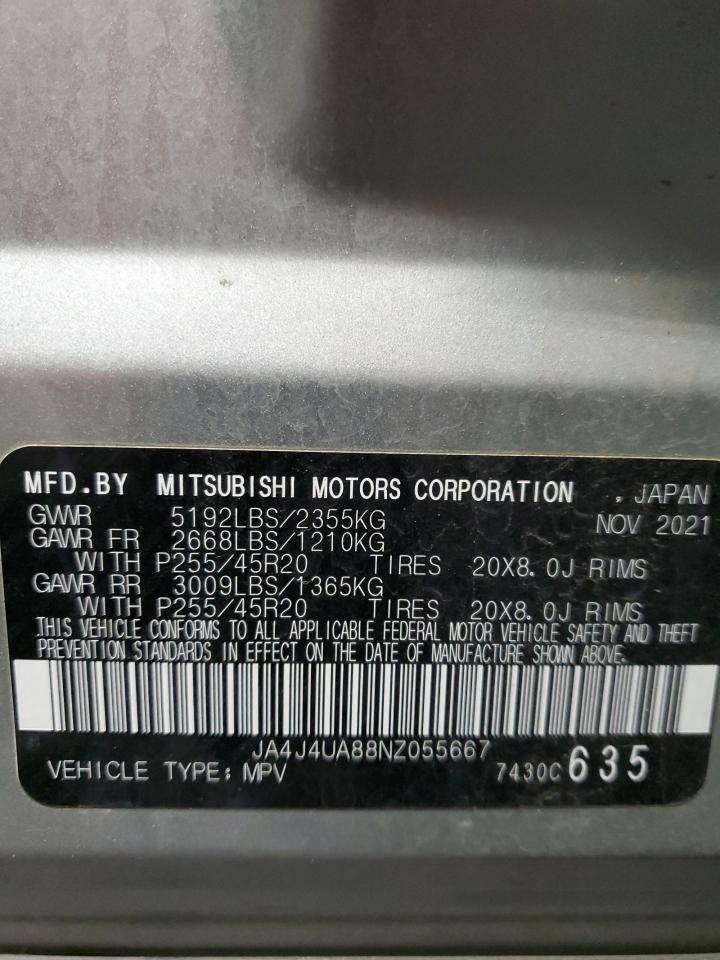 MFD.BY MITSUBISHI MOTORS CORPORATION , JAPAN
GVWR 5192LBS/2355KG NOV 2021
GAWR FR 2668LBS/1210KG
WITH P255/45R20 TIRES 20X8.0J RIMS
GAWR RR 3009LBS/1365KG
WITH P255/45R20 TIRES 20X8.0J RIMS
THIS VEHICLE CONFORMS TO ALL APPLICABLE FEDERAL MOTOR VEHICLE SAFETY AND THEFT
PREVENTION STANDARDS IN EFFECT ON THE DATE OF MANUFACTURE SHOWN ABOVE.
JA4J4UA88NZ055667
VEHICLE TYPE: MPV 7430C 635